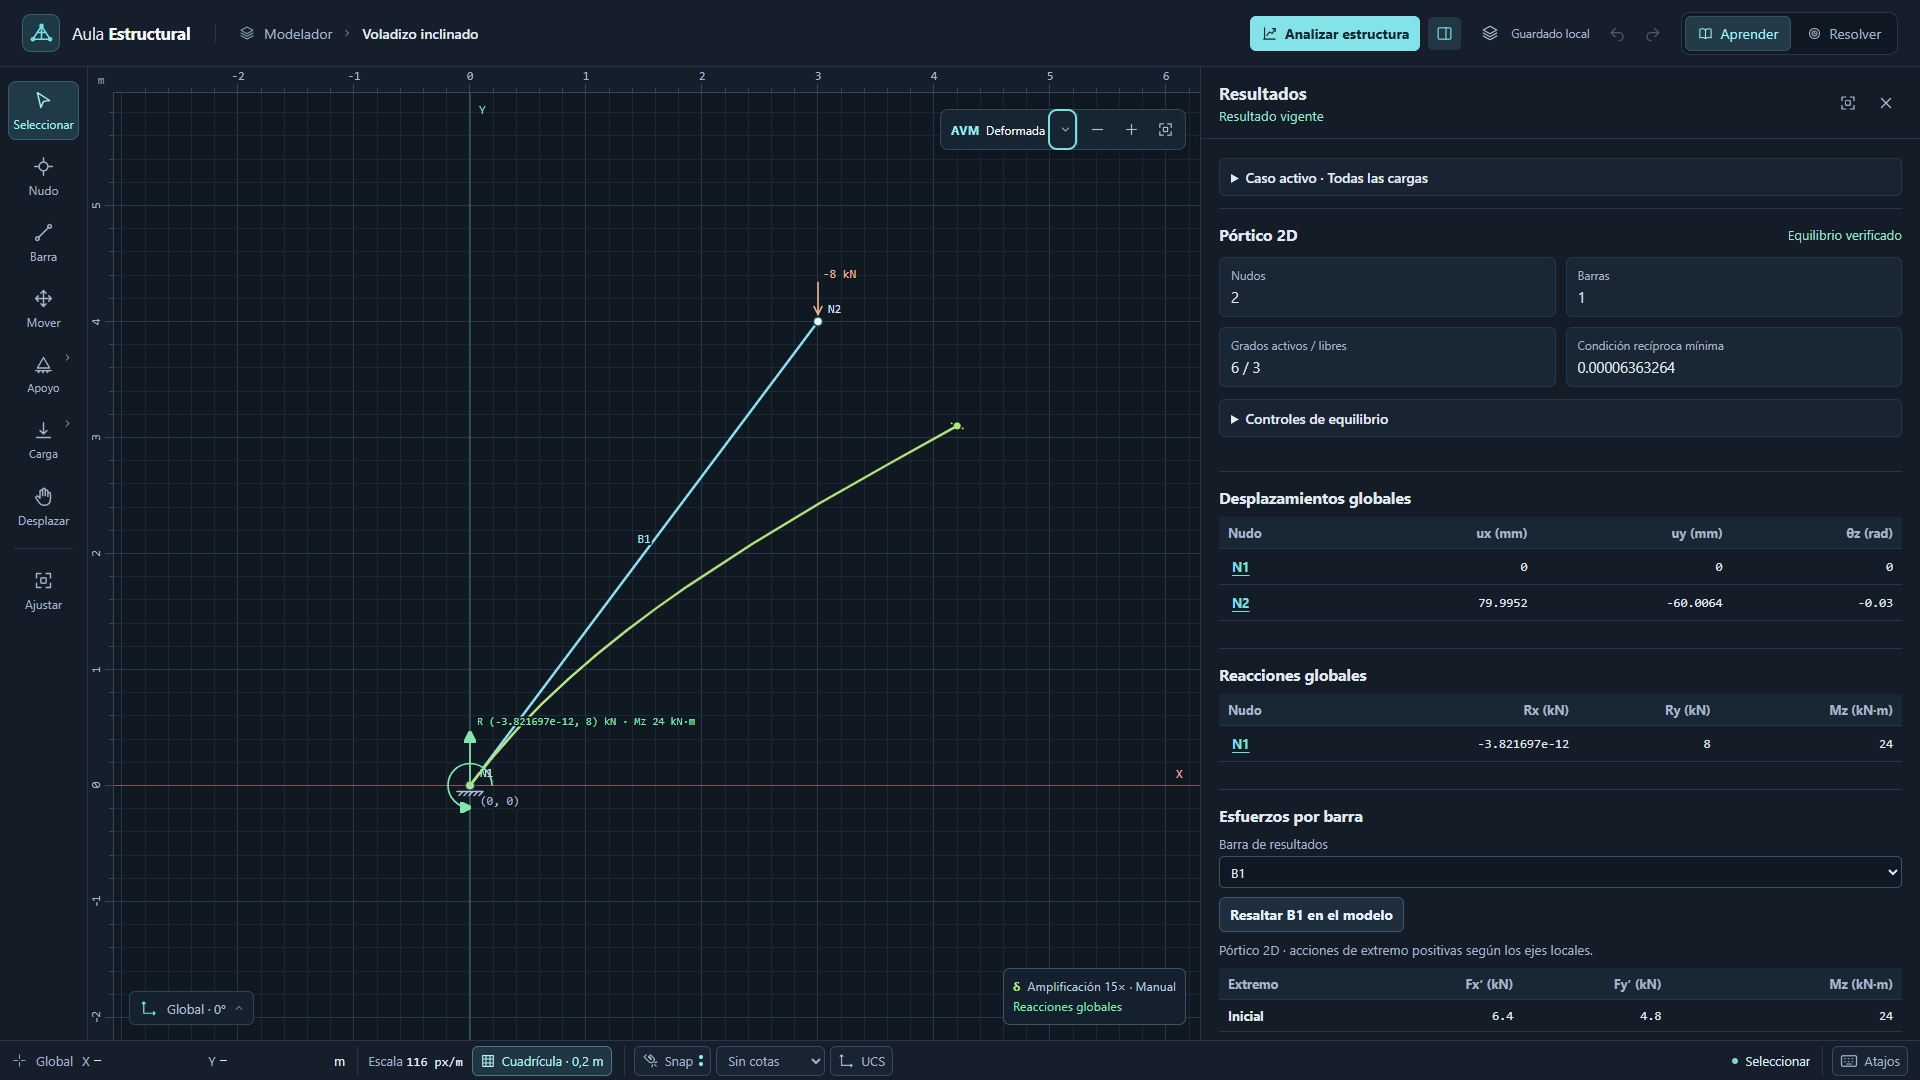 Aula Estructural
Modelador › Voladizo inclinado
Analizar estructura
Guardado local
Aprender
Resolver
Seleccionar
Nudo
Barra
Mover
Apoyo
Carga
Desplazar
Ajustar
m
-2 -1 0 1 2 3 4 5 6
5
4
3
2
1
0
-1
-2
Y
X
AVM Deformada
-8 kN
N2
B1
R (-3.821697e-12, 8) kN · Mz 24 kN·m
N1
(0, 0)
Global · 0°
δ Amplificación 15× · Manual
Reacciones globales
Resultados
Resultado vigente
▶ Caso activo · Todas las cargas
Pórtico 2D
Equilibrio verificado
Nudos
2
Barras
1
Grados activos / libres
6 / 3
Condición recíproca mínima
0.00006363264
▶ Controles de equilibrio
Desplazamientos globales
Nudo ux (mm) uy (mm) θz (rad)
N1 0 0 0
N2 79.9952 -60.0064 -0.03
Reacciones globales
Nudo Rx (kN) Ry (kN) Mz (kN·m)
N1 -3.821697e-12 8 24
Esfuerzos por barra
Barra de resultados
B1
Resaltar B1 en el modelo
Pórtico 2D · acciones de extremo positivas según los ejes locales.
Extremo Fx′ (kN) Fy′ (kN) Mz (kN·m)
Inicial 6.4 4.8 24
Global X — Y — m
Escala 116 px/m
Cuadrícula · 0,2 m
Snap
Sin cotas
UCS
Seleccionar
Atajos